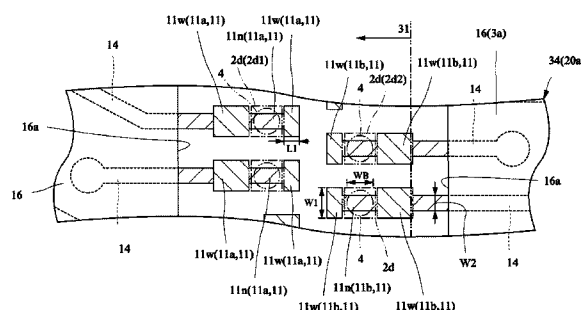 31
11w(11a,11) 11w(11a,11)
11n(11a,11)
16(3a)
14
2d(2d1)
11w(11b,11) 11w(11b,11)
34(20a)
4
2d(2d2)
4
14
16a
L1
16a
WB
16
W1
14
11w(11a,11) 11w(11a,11)
4
2d
W2
14
11n(11a,11)
11n(11b,11)
11w(11b,11)
11w(11b,11)